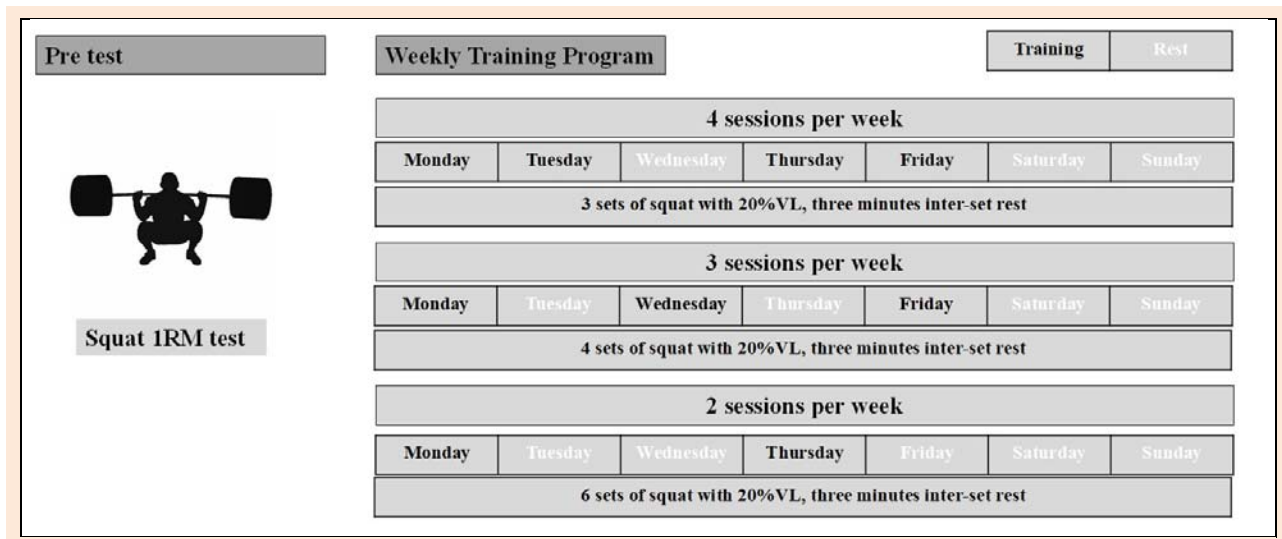 Pre test
Weekly Training Program
Training Rest
4 sessions per week
Monday Tuesday Wednesday Thursday Friday Saturday Sunday
3 sets of squat with 20%VL, three minutes inter-set rest
3 sessions per week
Monday Tuesday Wednesday Thursday Friday Saturday Sunday
Squat 1RM test
4 sets of squat with 20%VL, three minutes inter-set rest
2 sessions per week
Monday Tuesday Wednesday Thursday Friday Saturday Sunday
6 sets of squat with 20%VL, three minutes inter-set rest